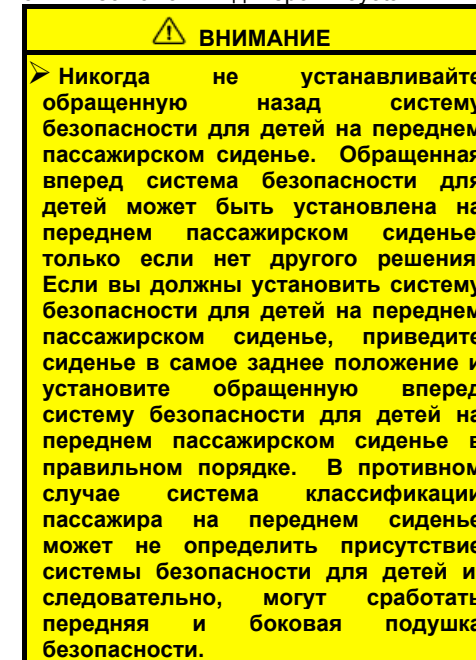 ВНИМАНИЕ
➢ Никогда не устанавливайте
обращенную назад систему
безопасности для детей на переднем
пассажирском сиденье. Обращенная
вперед система безопасности для
детей может быть установлена на
переднем пассажирском сиденье
только если нет другого решения
Если вы должны установить систему
безопасности для детей на переднем
пассажирском сиденье, приведите
сиденье в самое заднее положение и
установите обращенную вперед
систему безопасности для детей на
переднем пассажирском сиденье в
правильном порядке. В противном
случае система классификации
пассажира на переднем сиденье
может не определить присутствие
системы безопасности для детей и
следовательно, могут сработать
передняя и боковая подушка
безопасности.